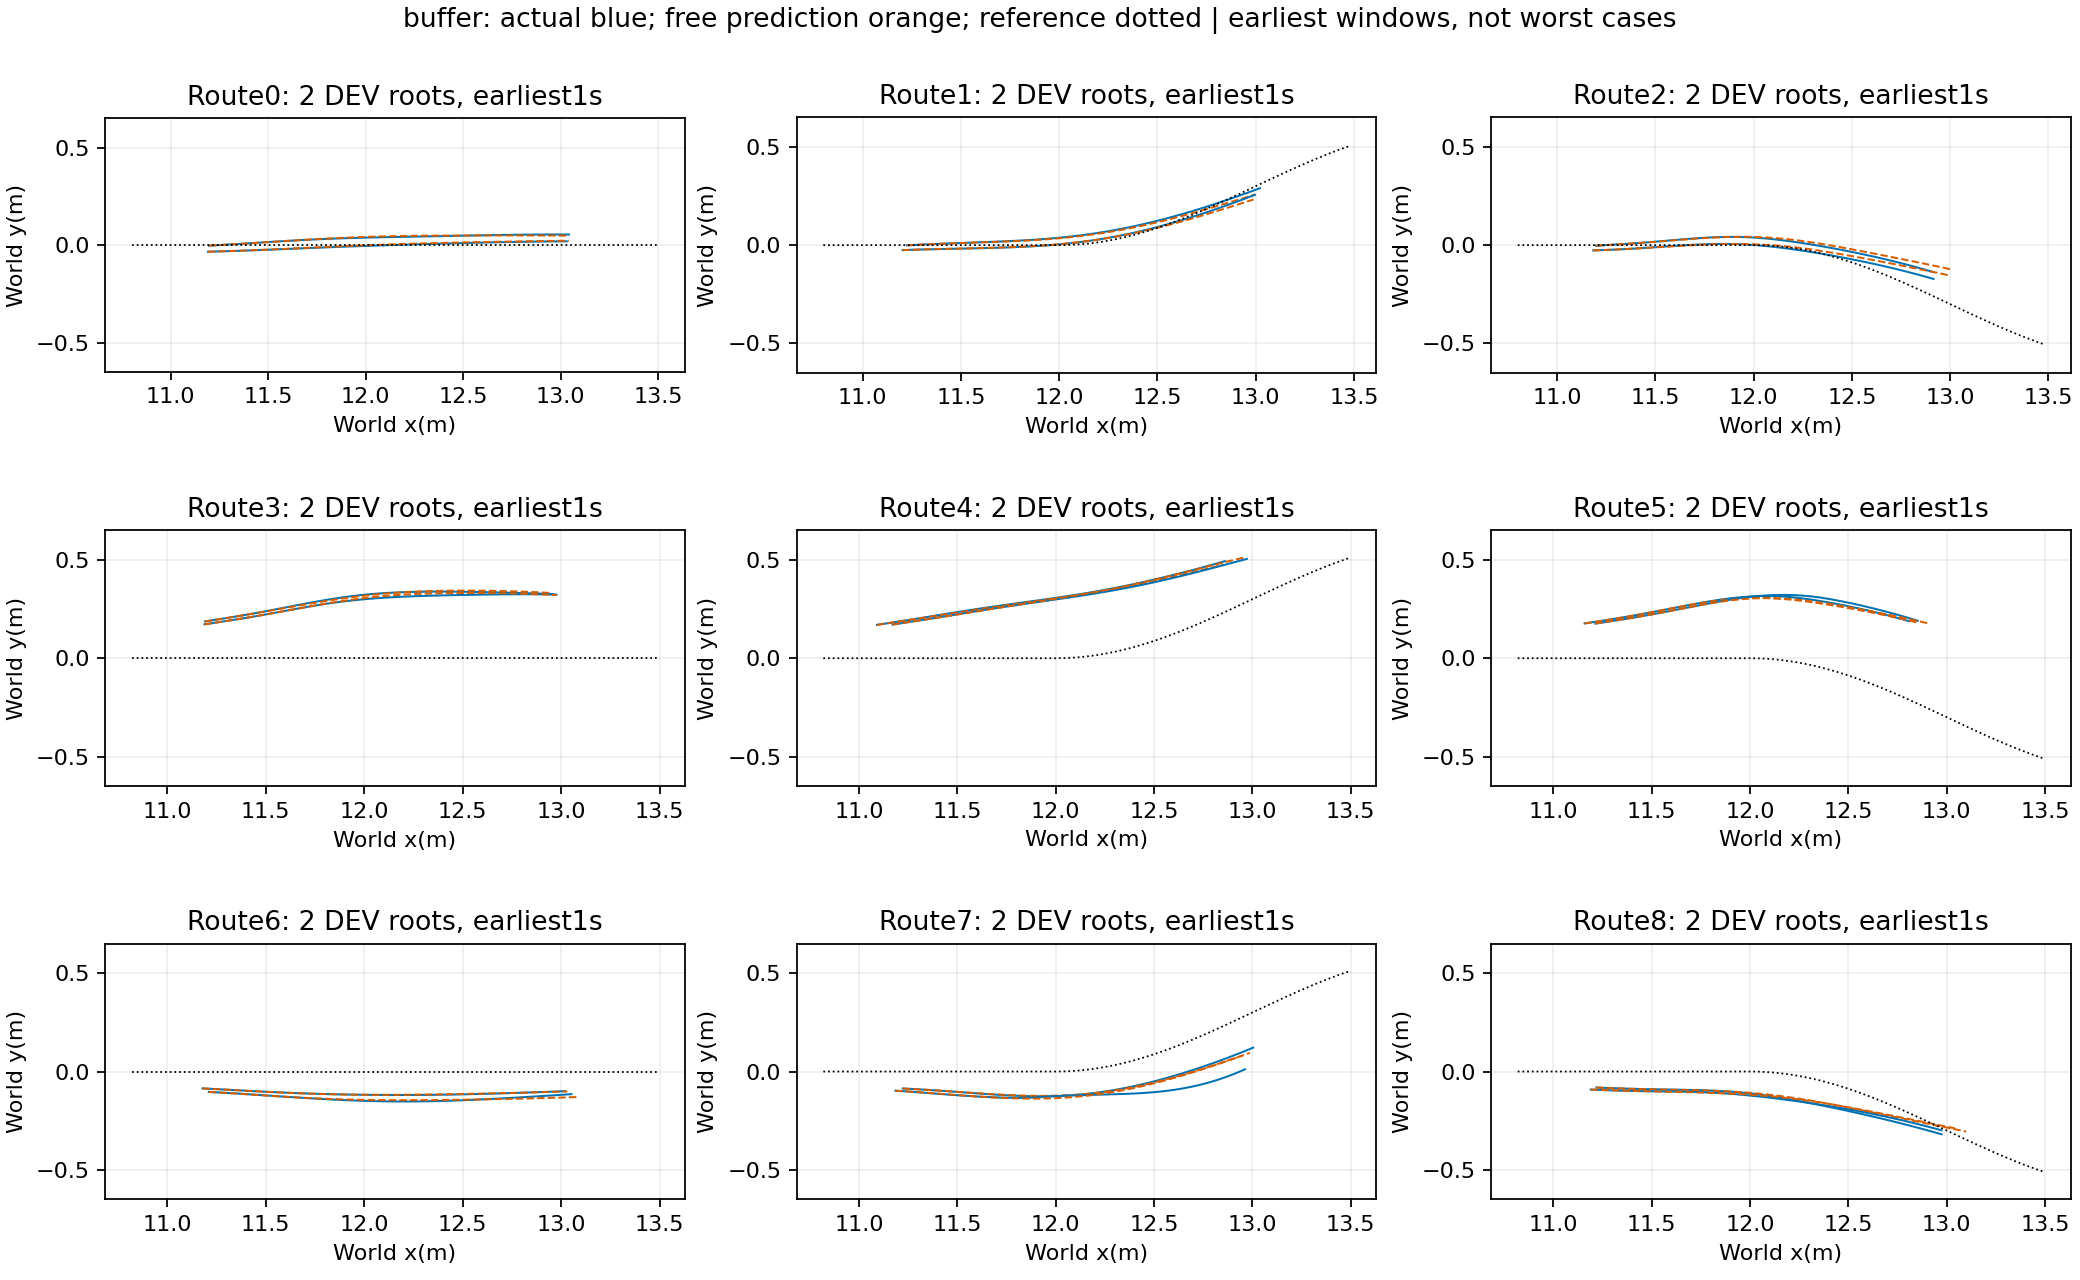 buffer: actual blue; free prediction orange; reference dotted | earliest windows, not worst cases
Route0: 2 DEV roots, earliest1s
Route1: 2 DEV roots, earliest1s
Route2: 2 DEV roots, earliest1s
World y(m)
0.5
0.0
−0.5
11.0 11.5 12.0 12.5 13.0 13.5
World x(m)
World y(m)
0.5
0.0
−0.5
11.0 11.5 12.0 12.5 13.0 13.5
World x(m)
World y(m)
0.5
0.0
−0.5
11.0 11.5 12.0 12.5 13.0 13.5
World x(m)
Route3: 2 DEV roots, earliest1s
Route4: 2 DEV roots, earliest1s
Route5: 2 DEV roots, earliest1s
World y(m)
0.5
0.0
−0.5
11.0 11.5 12.0 12.5 13.0 13.5
World x(m)
World y(m)
0.5
0.0
−0.5
11.0 11.5 12.0 12.5 13.0 13.5
World x(m)
World y(m)
0.5
0.0
−0.5
11.0 11.5 12.0 12.5 13.0 13.5
World x(m)
Route6: 2 DEV roots, earliest1s
Route7: 2 DEV roots, earliest1s
Route8: 2 DEV roots, earliest1s
World y(m)
0.5
0.0
−0.5
11.0 11.5 12.0 12.5 13.0 13.5
World x(m)
World y(m)
0.5
0.0
−0.5
11.0 11.5 12.0 12.5 13.0 13.5
World x(m)
World y(m)
0.5
0.0
−0.5
11.0 11.5 12.0 12.5 13.0 13.5
World x(m)